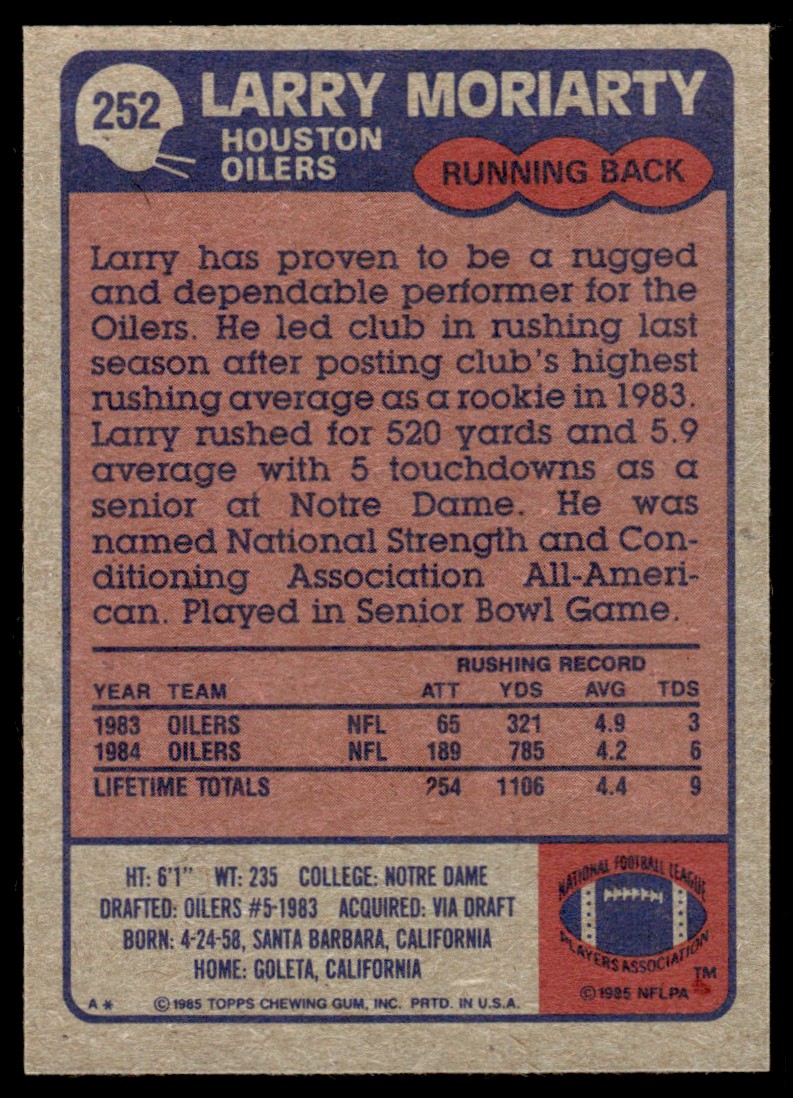 252
LARRY MORIARTY
HOUSTON
OILERS
RUNNING BACK
Larry has proven to be a rugged
and dependable performer for the
Oilers. He led club in rushing last
season after posting club's highest
rushing average as a rookie in 1983.
Larry rushed for 520 yards and 5.9
average with 5 touchdowns as a
senior at Notre Dame. He was
named National Strength and Con-
ditioning Association All-Ameri-
can. Played in Senior Bowl Game.
RUSHING RECORD
YEAR TEAM ATT YDS AVG TDS
1983 OILERS NFL 65 321 4.9 3
1984 OILERS NFL 189 785 4.2 6
LIFETIME TOTALS 254 1106 4.4 9
HT: 6'1" WT: 235 COLLEGE: NOTRE DAME
DRAFTED: OILERS #5-1983 ACQUIRED: VIA DRAFT
BORN: 4-24-58, SANTA BARBARA, CALIFORNIA
HOME: GOLETA, CALIFORNIA
A * © 1985 TOPPS CHEWING GUM, INC. PRTD. IN U.S.A.
NATIONAL FOOTBALL LEAGUE
PLAYERS ASSOCIATION
TM
© 1985 NFLPA